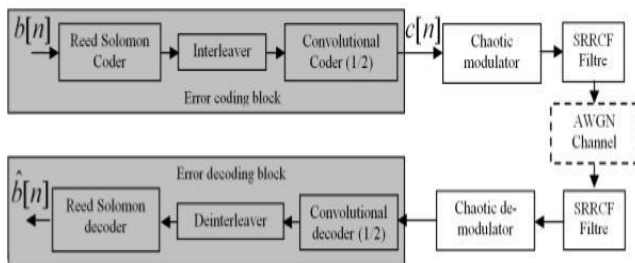 b[n]
Reed Solomon
Coder
Interleaver
Convolutional
Coder (1/2)
Error coding block
c[n]
Chaotic
modulator
SRRCF
Filtre
AWGN
Channel
SRRCF
Filtre
Chaotic de-
modulator
Error decoding block
Convolutional
decoder (1/2)
Deinterleaver
Reed Solomon
decoder
b̂[n]